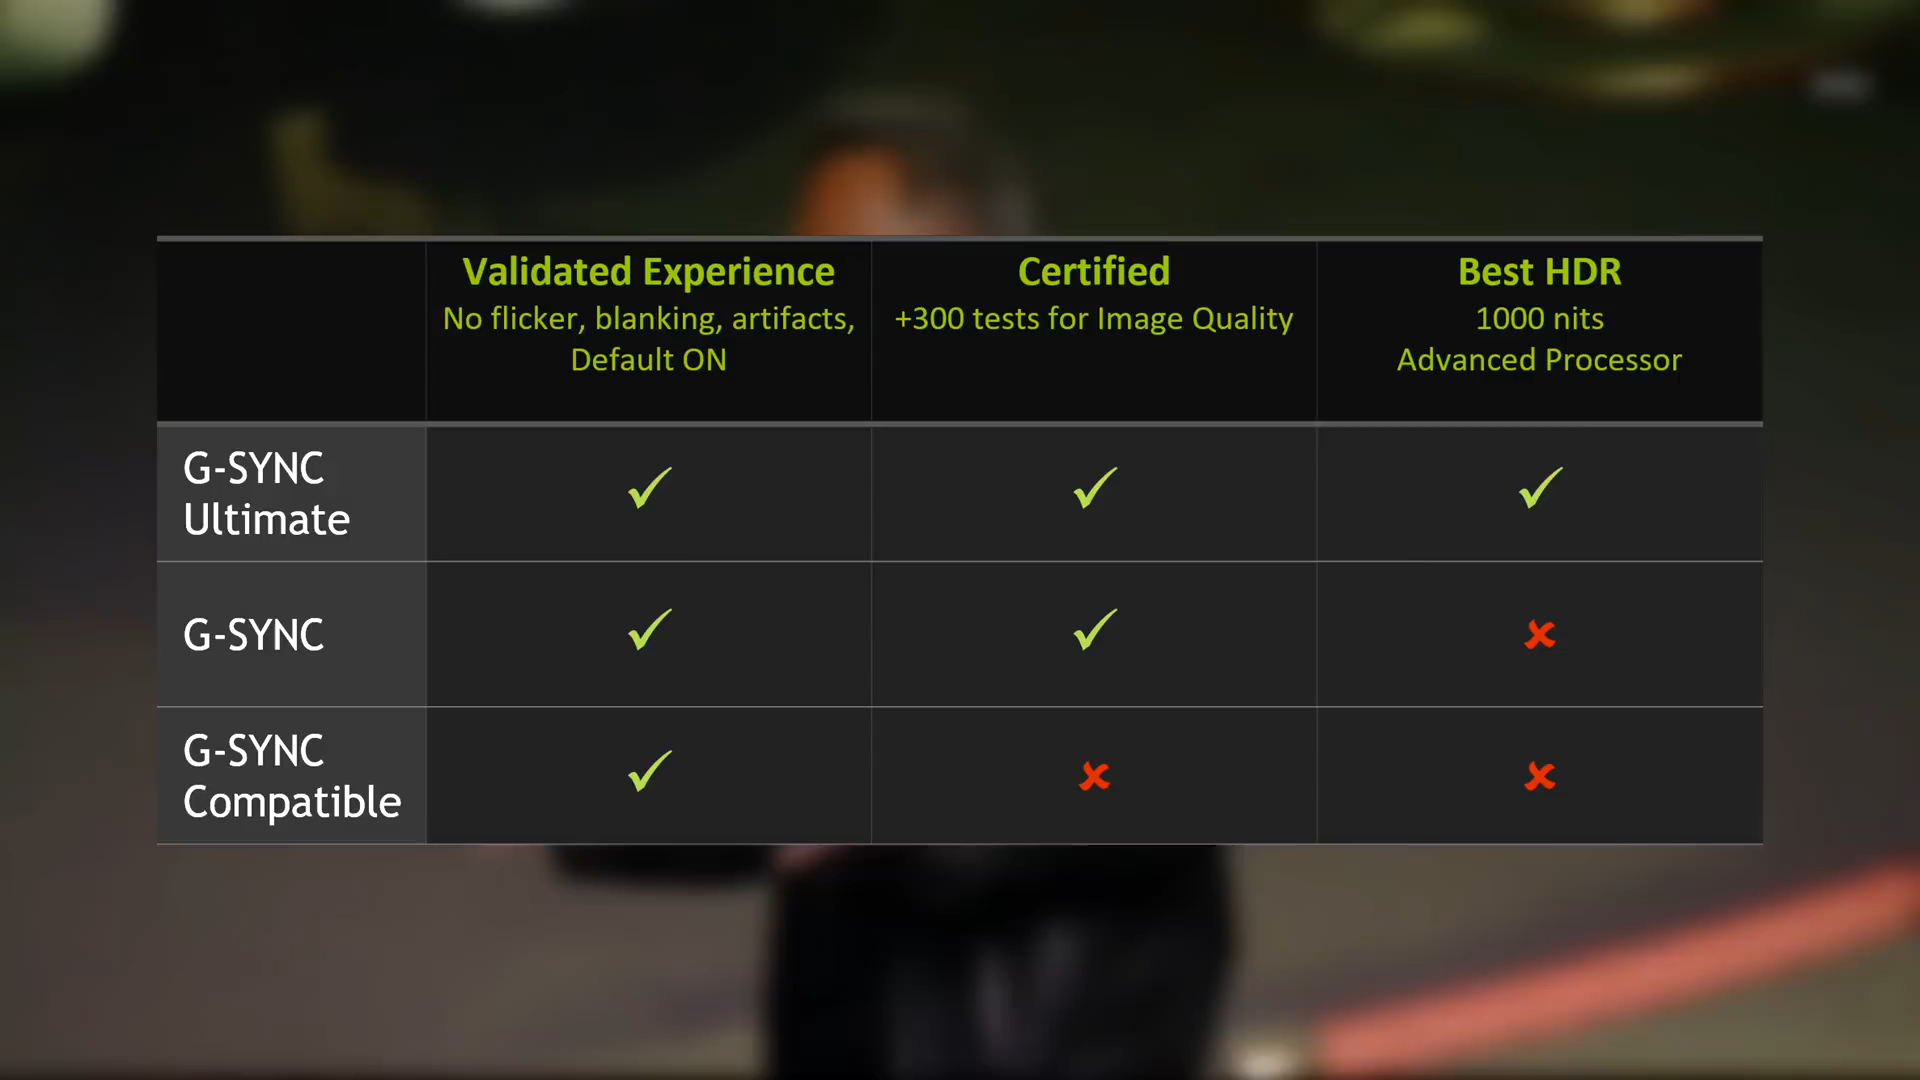 Validated Experience
No flicker, blanking, artifacts,
Default ON
Certified
+300 tests for Image Quality
Best HDR
1000 nits
Advanced Processor
G-SYNC
Ultimate
✓ ✓ ✓
G-SYNC
✓ ✓ ✘
G-SYNC
Compatible
✓ ✘ ✘